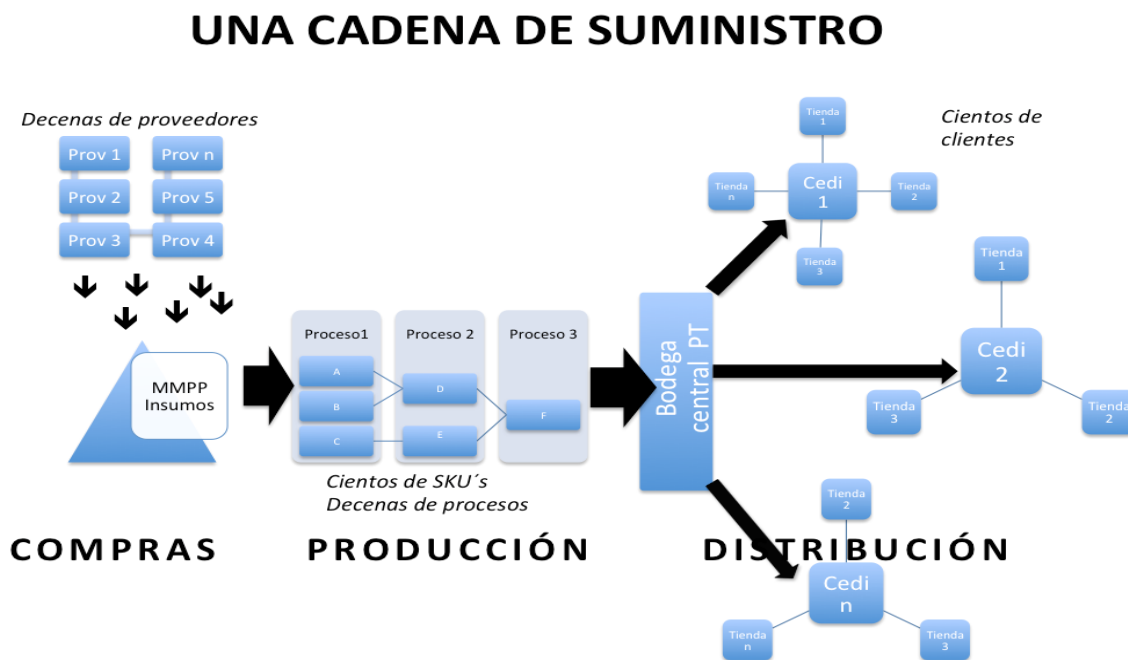 UNA CADENA DE SUMINISTRO
Decenas de proveedores
Prov 1
Prov n
Prov 2
Prov 5
Prov 3
Prov 4
MMPP
Insumos
Proceso1
Proceso 2
Proceso 3
A
B
C
D
E
F
Cientos de SKU´s
Decenas de procesos
Bodega
central PT
Cientos de
clientes
Tienda
1
Tienda
n
Cedi
1
Tienda
2
Tienda
3
Tienda
1
Cedi
2
Tienda
3
Tienda
2
COMPRAS
PRODUCCIÓN
DISTRIBUCIÓN
Tienda
2
Cedi
n
Tienda
n
Tienda
3